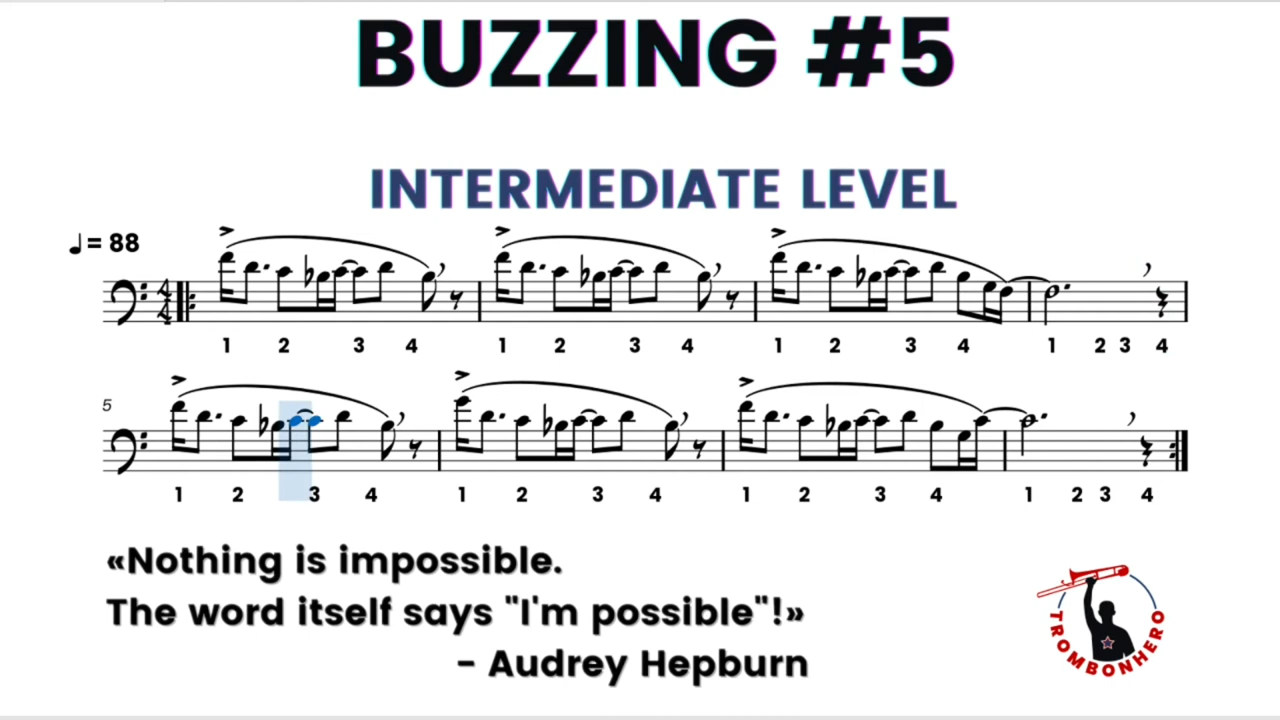 BUZZING #5
INTERMEDIATE LEVEL
♩= 88
4
4
1 2 3 4 1 2 3 4 1 2 3 4 1 2 3 4
5
1 2 3 4 1 2 3 4 1 2 3 4 1 2 3 4
«Nothing is impossible.
The word itself says "I'm possible"!»
- Audrey Hepburn
TROMBONHERO